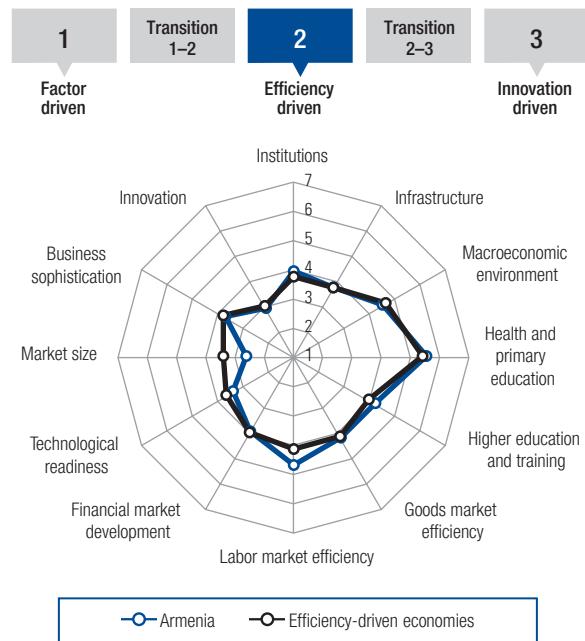 1
Transition
1–2
2
Transition
2–3
3
Factor
driven
Efficiency
driven
Innovation
driven
Institutions
7
Innovation
6
Infrastructure
5
Business
sophistication
4
Macroeconomic
environment
3
2
Market size
1
Health and
primary
education
Technological
readiness
Higher education
and training
Financial market
development
Goods market
efficiency
Labor market efficiency
Armenia
Efficiency-driven economies